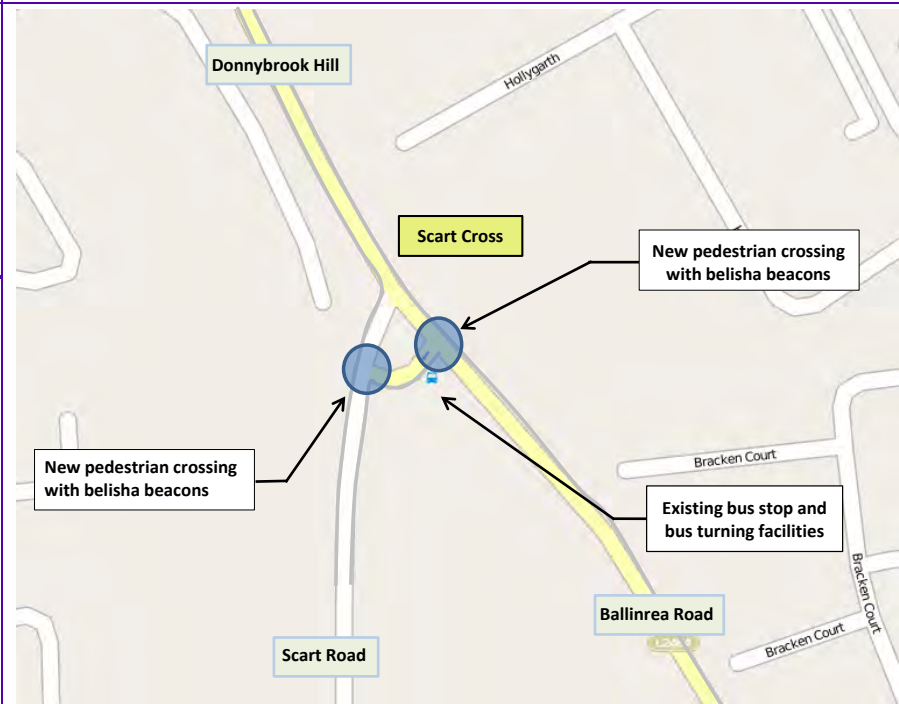 Donnybrook Hill
Hollygarth
Scart Cross
New pedestrian crossing
with belisha beacons
New pedestrian crossing
with belisha beacons
Bracken Court
Existing bus stop and
bus turning facilities
Bracken Court
Ballinrea Road
Bracken Court
Scart Road